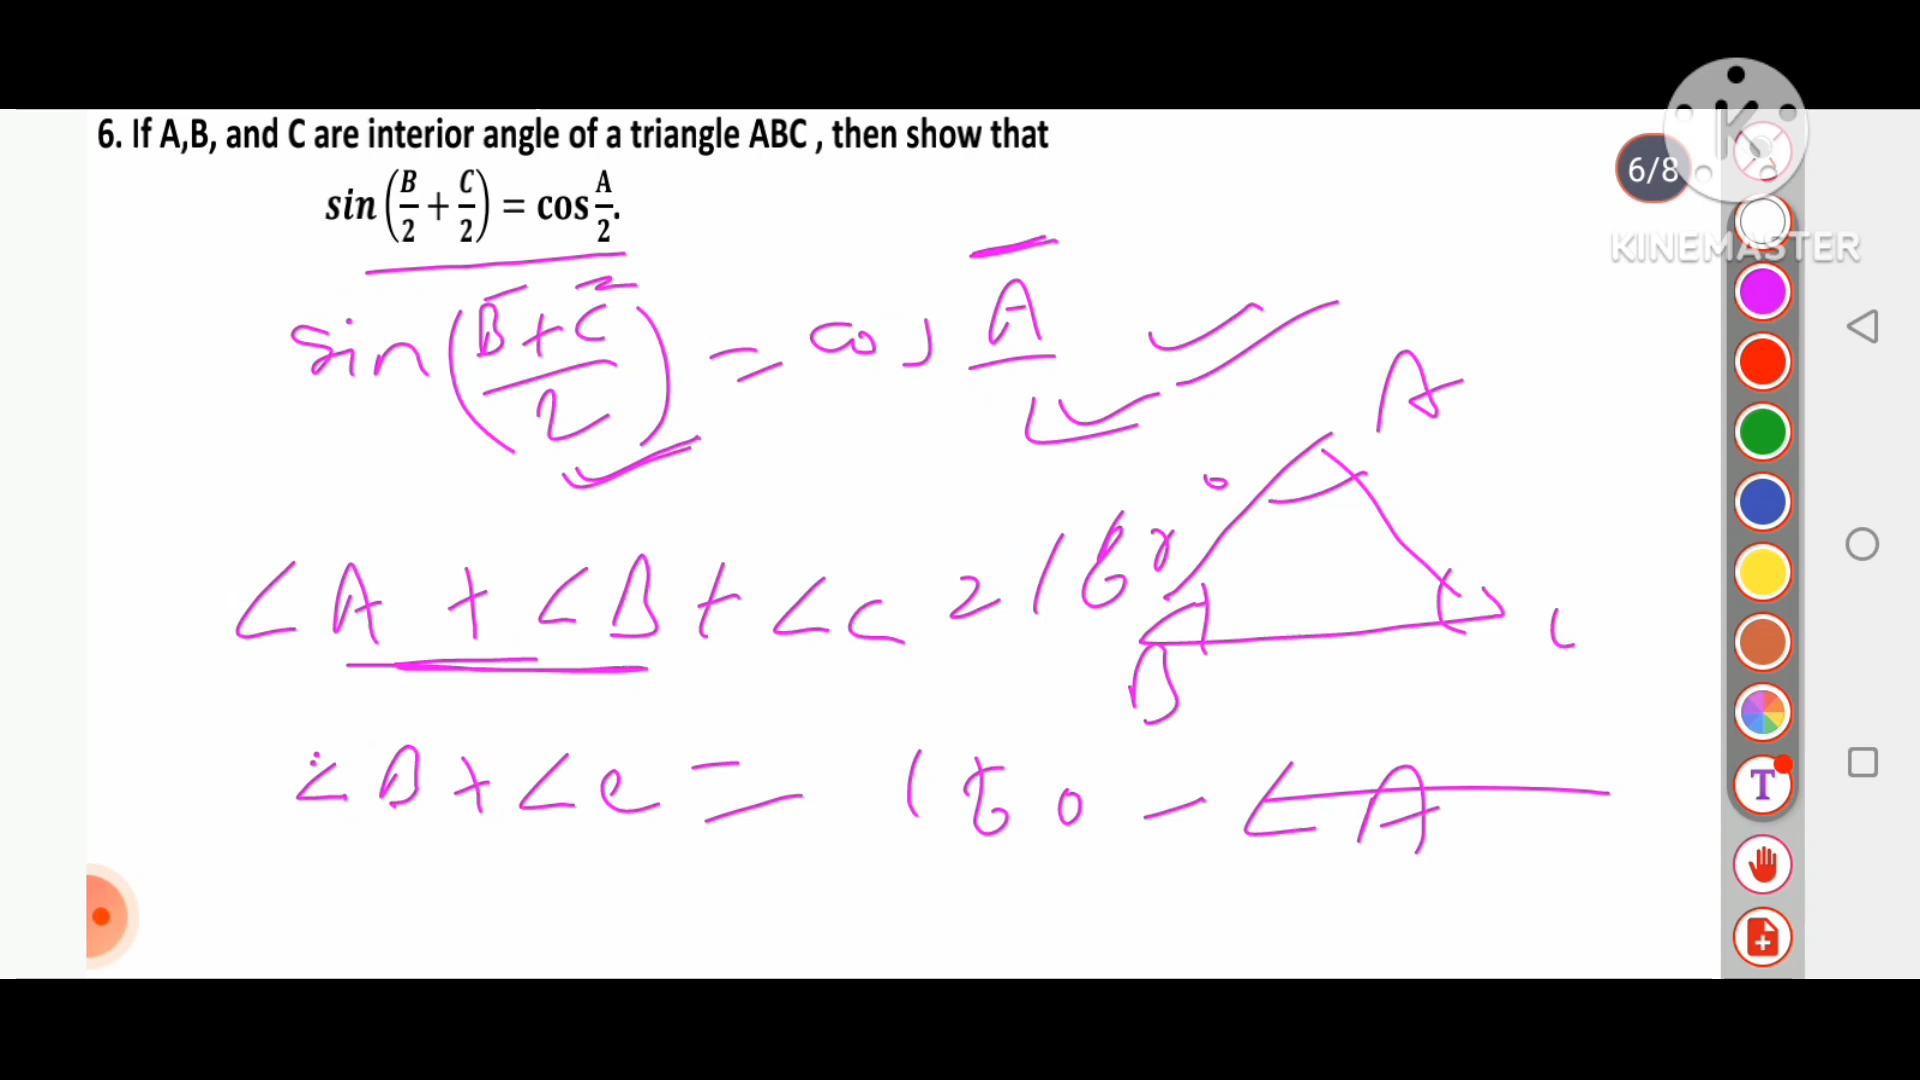 6. If A,B, and C are interior angle of a triangle ABC , then show that
sin(B/2 + C/2) = cos A/2.
6/8
KINEMASTER
sin(B+C/2) = cos A/2
A
∠A + ∠B + ∠C = 180°
B
C
∠B + ∠C = 180 - ∠A
T